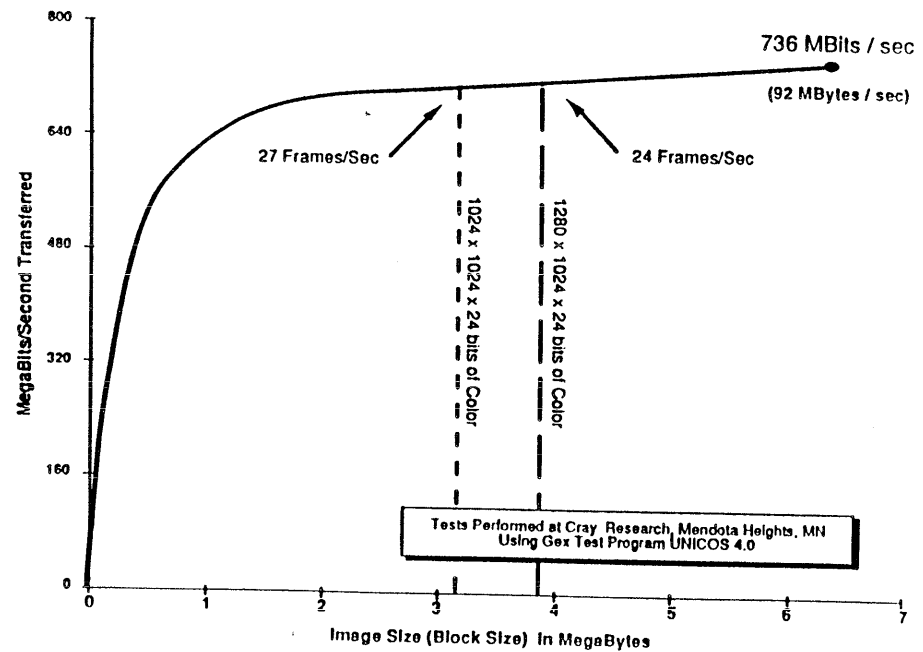 800
640
480
320
160
0
MegaBits/Second Transferred
736 MBits / sec
(92 MBytes / sec)
27 Frames/Sec
24 Frames/Sec
1024 x 1024 x 24 bits of Color
1280 x 1024 x 24 bits of Color
Tests Performed at Cray Research, Mendota Heights, MN
Using Gex Test Program UNICOS 4.0
0 1 2 3 4 5 6 7
Image Size (Block Size) In MegaBytes